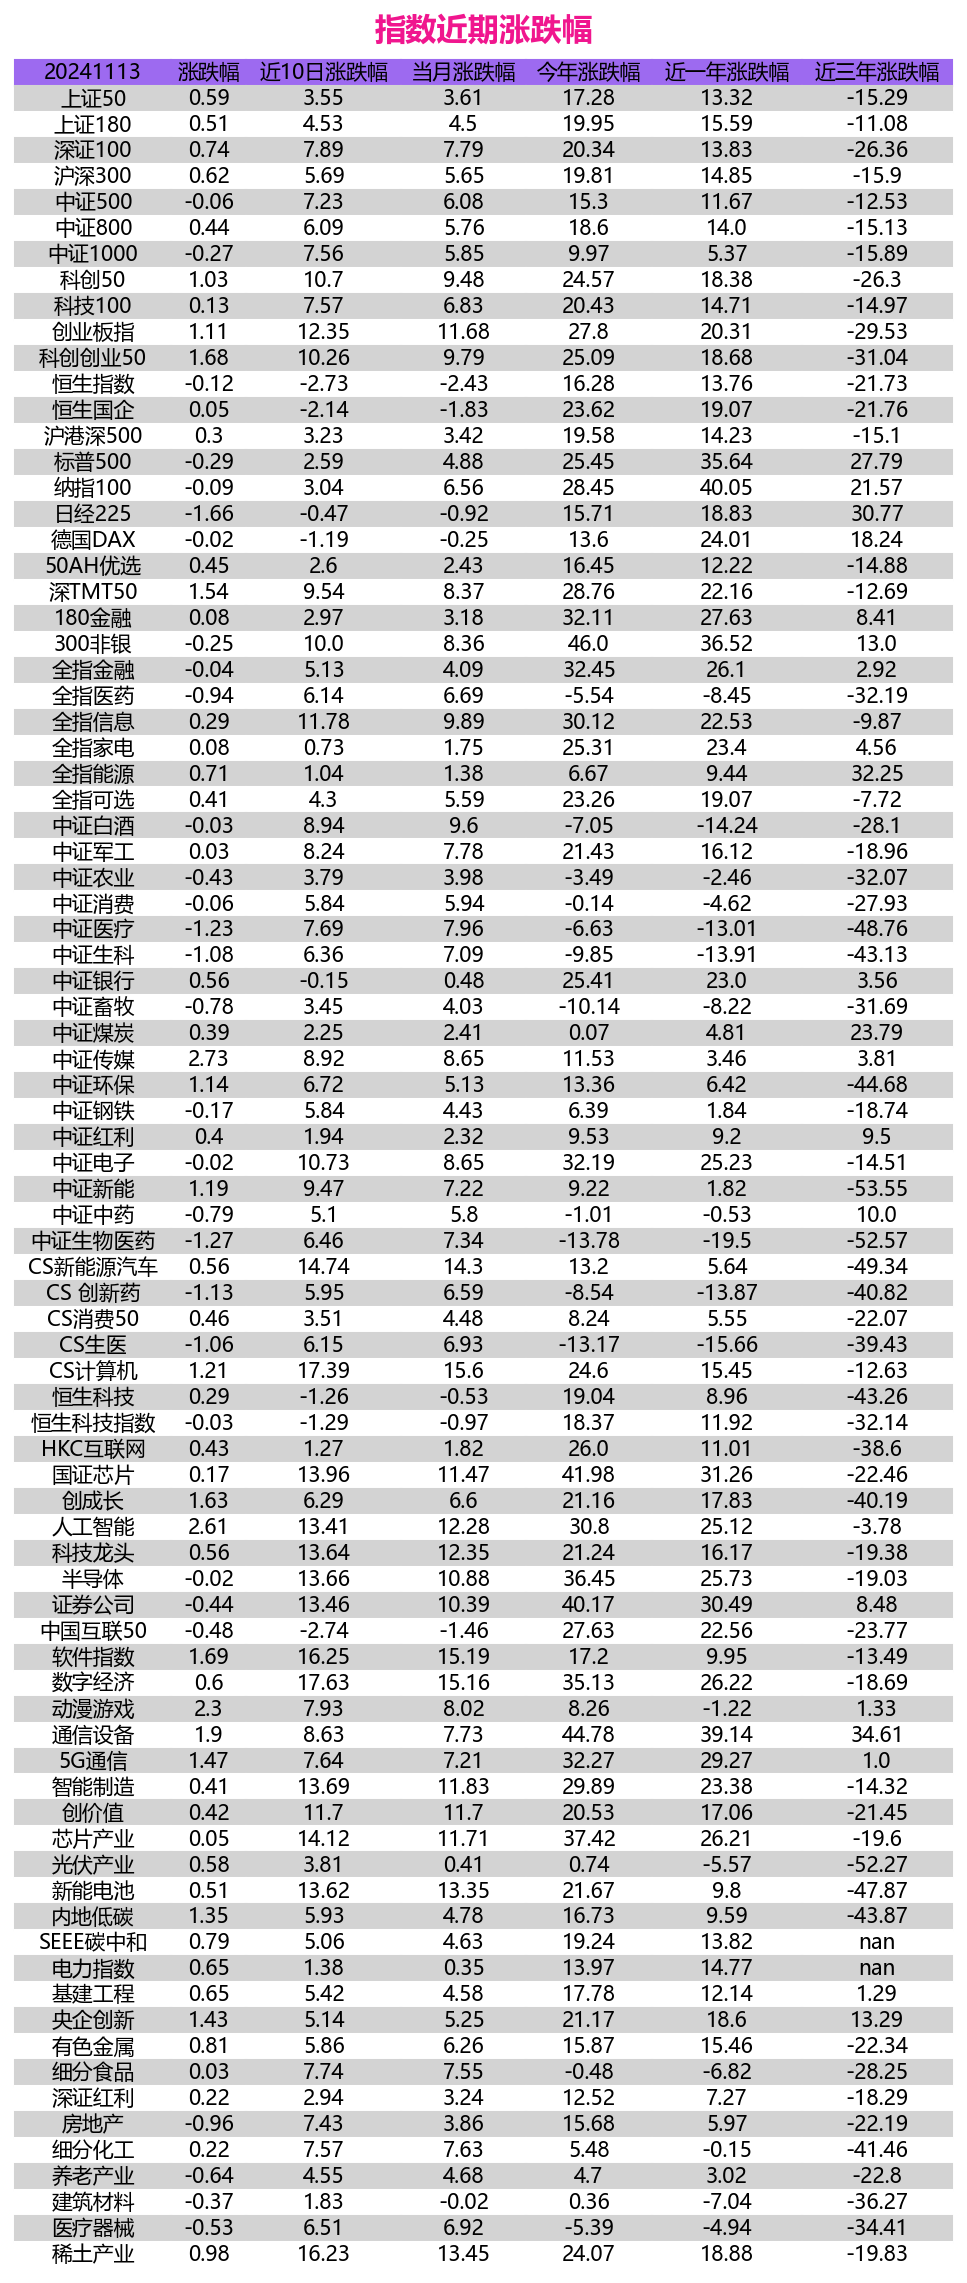 指数近期涨跌幅
20241113 涨跌幅 近10日涨跌幅 当月涨跌幅 今年涨跌幅 近一年涨跌幅 近三年涨跌幅
上证50 0.59 3.55 3.61 17.28 13.32 -15.29
上证180 0.51 4.53 4.5 19.95 15.59 -11.08
深证100 0.74 7.89 7.79 20.34 13.83 -26.36
沪深300 0.62 5.69 5.65 19.81 14.85 -15.9
中证500 -0.06 7.23 6.08 15.3 11.67 -12.53
中证800 0.44 6.09 5.76 18.6 14.0 -15.13
中证1000 -0.27 7.56 5.85 9.97 5.37 -15.89
科创50 1.03 10.7 9.48 24.57 18.38 -26.3
科技100 0.13 7.57 6.83 20.43 14.71 -14.97
创业板指 1.11 12.35 11.68 27.8 20.31 -29.53
科创创业50 1.68 10.26 9.79 25.09 18.68 -31.04
恒生指数 -0.12 -2.73 -2.43 16.28 13.76 -21.73
恒生国企 0.05 -2.14 -1.83 23.62 19.07 -21.76
沪港深500 0.3 3.23 3.42 19.58 14.23 -15.1
标普500 -0.29 2.59 4.88 25.45 35.64 27.79
纳指100 -0.09 3.04 6.56 28.45 40.05 21.57
日经225 -1.66 -0.47 -0.92 15.71 18.83 30.77
德国DAX -0.02 -1.19 -0.25 13.6 24.01 18.24
50AH优选 0.45 2.6 2.43 16.45 12.22 -14.88
深TMT50 1.54 9.54 8.37 28.76 22.16 -12.69
180金融 0.08 2.97 3.18 32.11 27.63 8.41
300非银 -0.25 10.0 8.36 46.0 36.52 13.0
全指金融 -0.04 5.13 4.09 32.45 26.1 2.92
全指医药 -0.94 6.14 6.69 -5.54 -8.45 -32.19
全指信息 0.29 11.78 9.89 30.12 22.53 -9.87
全指家电 0.08 0.73 1.75 25.31 23.4 4.56
全指能源 0.71 1.04 1.38 6.67 9.44 32.25
全指可选 0.41 4.3 5.59 23.26 19.07 -7.72
中证白酒 -0.03 8.94 9.6 -7.05 -14.24 -28.1
中证军工 0.03 8.24 7.78 21.43 16.12 -18.96
中证农业 -0.43 3.79 3.98 -3.49 -2.46 -32.07
中证消费 -0.06 5.84 5.94 -0.14 -4.62 -27.93
中证医疗 -1.23 7.69 7.96 -6.63 -13.01 -48.76
中证生科 -1.08 6.36 7.09 -9.85 -13.91 -43.13
中证银行 0.56 -0.15 0.48 25.41 23.0 3.56
中证畜牧 -0.78 3.45 4.03 -10.14 -8.22 -31.69
中证煤炭 0.39 2.25 2.41 0.07 4.81 23.79
中证传媒 2.73 8.92 8.65 11.53 3.46 3.81
中证环保 1.14 6.72 5.13 13.36 6.42 -44.68
中证钢铁 -0.17 5.84 4.43 6.39 1.84 -18.74
中证红利 0.4 1.94 2.32 9.53 9.2 9.5
中证电子 -0.02 10.73 8.65 32.19 25.23 -14.51
中证新能 1.19 9.47 7.22 9.22 1.82 -53.55
中证中药 -0.79 5.1 5.8 -1.01 -0.53 10.0
中证生物医药 -1.27 6.46 7.34 -13.78 -19.5 -52.57
CS新能源汽车 0.56 14.74 14.3 13.2 5.64 -49.34
CS 创新药 -1.13 5.95 6.59 -8.54 -13.87 -40.82
CS消费50 0.46 3.51 4.48 8.24 5.55 -22.07
CS生医 -1.06 6.15 6.93 -13.17 -15.66 -39.43
CS计算机 1.21 17.39 15.6 24.6 15.45 -12.63
恒生科技 0.29 -1.26 -0.53 19.04 8.96 -43.26
恒生科技指数 -0.03 -1.29 -0.97 18.37 11.92 -32.14
HKC互联网 0.43 1.27 1.82 26.0 11.01 -38.6
国证芯片 0.17 13.96 11.47 41.98 31.26 -22.46
创成长 1.63 6.29 6.6 21.16 17.83 -40.19
人工智能 2.61 13.41 12.28 30.8 25.12 -3.78
科技龙头 0.56 13.64 12.35 21.24 16.17 -19.38
半导体 -0.02 13.66 10.88 36.45 25.73 -19.03
证券公司 -0.44 13.46 10.39 40.17 30.49 8.48
中国互联50 -0.48 -2.74 -1.46 27.63 22.56 -23.77
软件指数 1.69 16.25 15.19 17.2 9.95 -13.49
数字经济 0.6 17.63 15.16 35.13 26.22 -18.69
动漫游戏 2.3 7.93 8.02 8.26 -1.22 1.33
通信设备 1.9 8.63 7.73 44.78 39.14 34.61
5G通信 1.47 7.64 7.21 32.27 29.27 1.0
智能制造 0.41 13.69 11.83 29.89 23.38 -14.32
创价值 0.42 11.7 11.7 20.53 17.06 -21.45
芯片产业 0.05 14.12 11.71 37.42 26.21 -19.6
光伏产业 0.58 3.81 0.41 0.74 -5.57 -52.27
新能电池 0.51 13.62 13.35 21.67 9.8 -47.87
内地低碳 1.35 5.93 4.78 16.73 9.59 -43.87
SEEE碳中和 0.79 5.06 4.63 19.24 13.82 nan
电力指数 0.65 1.38 0.35 13.97 14.77 nan
基建工程 0.65 5.42 4.58 17.78 12.14 1.29
央企创新 1.43 5.14 5.25 21.17 18.6 13.29
有色金属 0.81 5.86 6.26 15.87 15.46 -22.34
细分食品 0.03 7.74 7.55 -0.48 -6.82 -28.25
深证红利 0.22 2.94 3.24 12.52 7.27 -18.29
房地产 -0.96 7.43 3.86 15.68 5.97 -22.19
细分化工 0.22 7.57 7.63 5.48 -0.15 -41.46
养老产业 -0.64 4.55 4.68 4.7 3.02 -22.8
建筑材料 -0.37 1.83 -0.02 0.36 -7.04 -36.27
医疗器械 -0.53 6.51 6.92 -5.39 -4.94 -34.41
稀土产业 0.98 16.23 13.45 24.07 18.88 -19.83